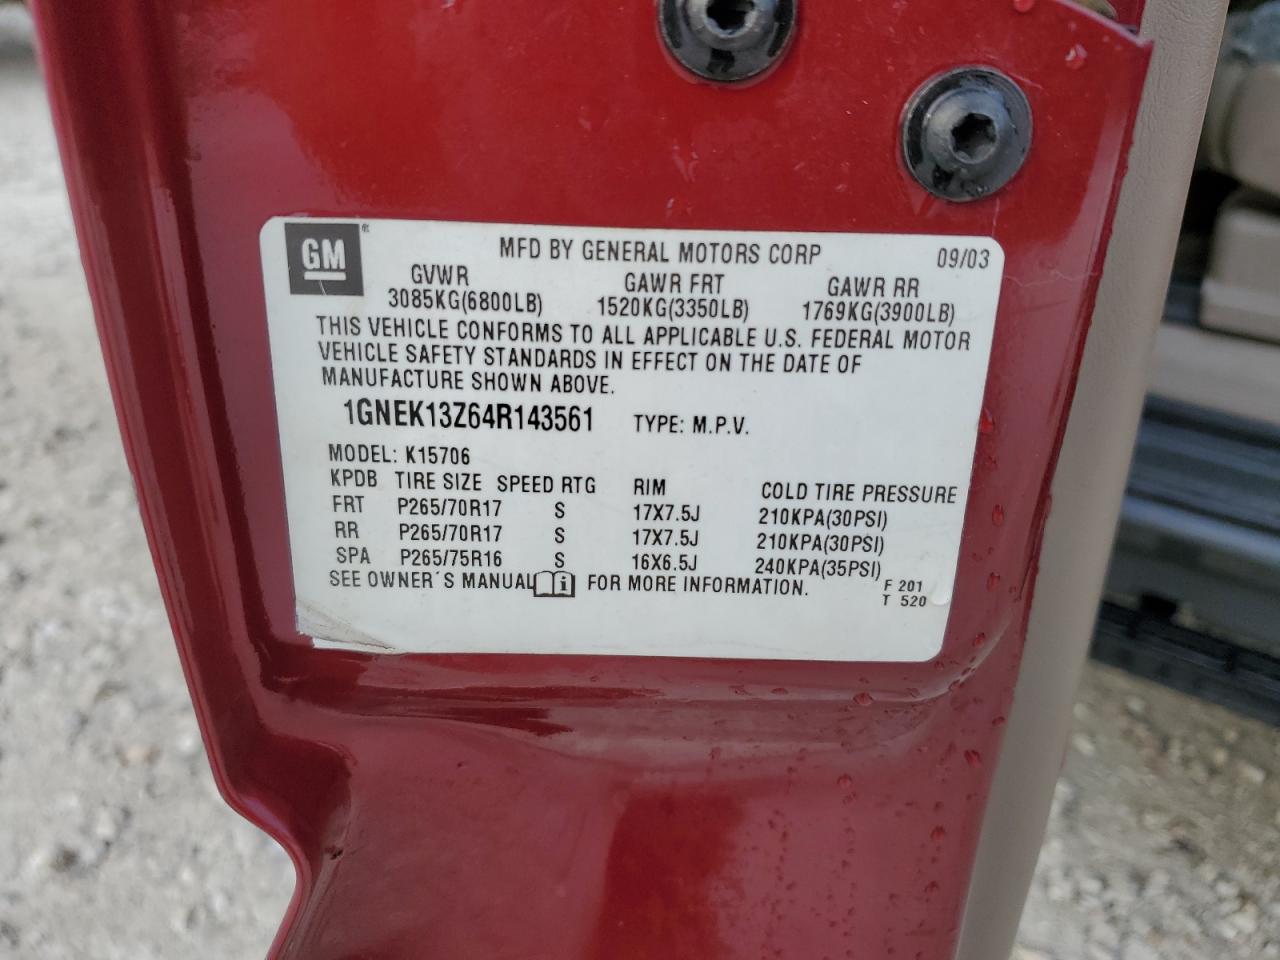 GM® MFD BY GENERAL MOTORS CORP 09/03
GVWR GAWR FRT GAWR RR
3085KG(6800LB) 1520KG(3350LB) 1769KG(3900LB)
THIS VEHICLE CONFORMS TO ALL APPLICABLE U.S. FEDERAL MOTOR
VEHICLE SAFETY STANDARDS IN EFFECT ON THE DATE OF
MANUFACTURE SHOWN ABOVE.
1GNEK13Z64R143561 TYPE: M.P.V.
MODEL: K15706
KPDB TIRE SIZE SPEED RTG RIM COLD TIRE PRESSURE
FRT P265/70R17 S 17X7.5J 210KPA(30PSI)
RR P265/70R17 S 17X7.5J 210KPA(30PSI)
SPA P265/75R16 S 16X6.5J 240KPA(35PSI)
SEE OWNER'S MANUAL i FOR MORE INFORMATION. F 201
T 520